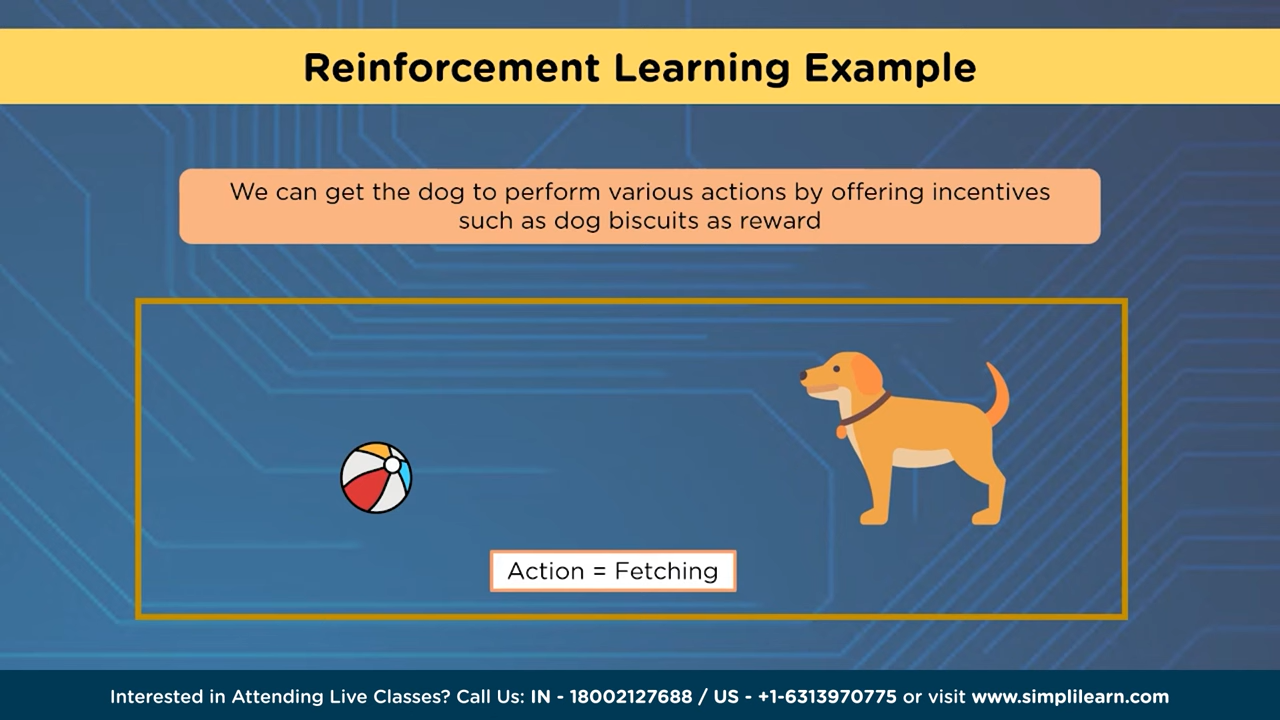 Reinforcement Learning Example
We can get the dog to perform various actions by offering incentives
such as dog biscuits as reward
Action = Fetching
Interested in Attending Live Classes? Call Us: IN - 18002127688 / US - +1-6313970775 or visit www.simplilearn.com